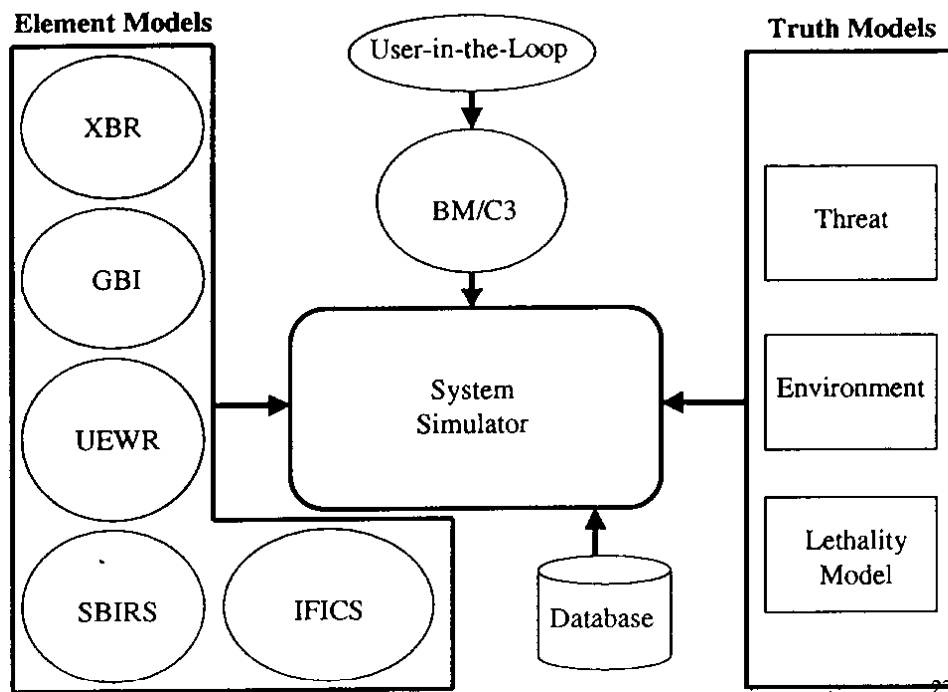 Element Models
XBR
GBI
UEWR
SBIRS
IFICS
User-in-the-Loop
BM/C3
System
Simulator
Database
Truth Models
Threat
Environment
Lethality
Model